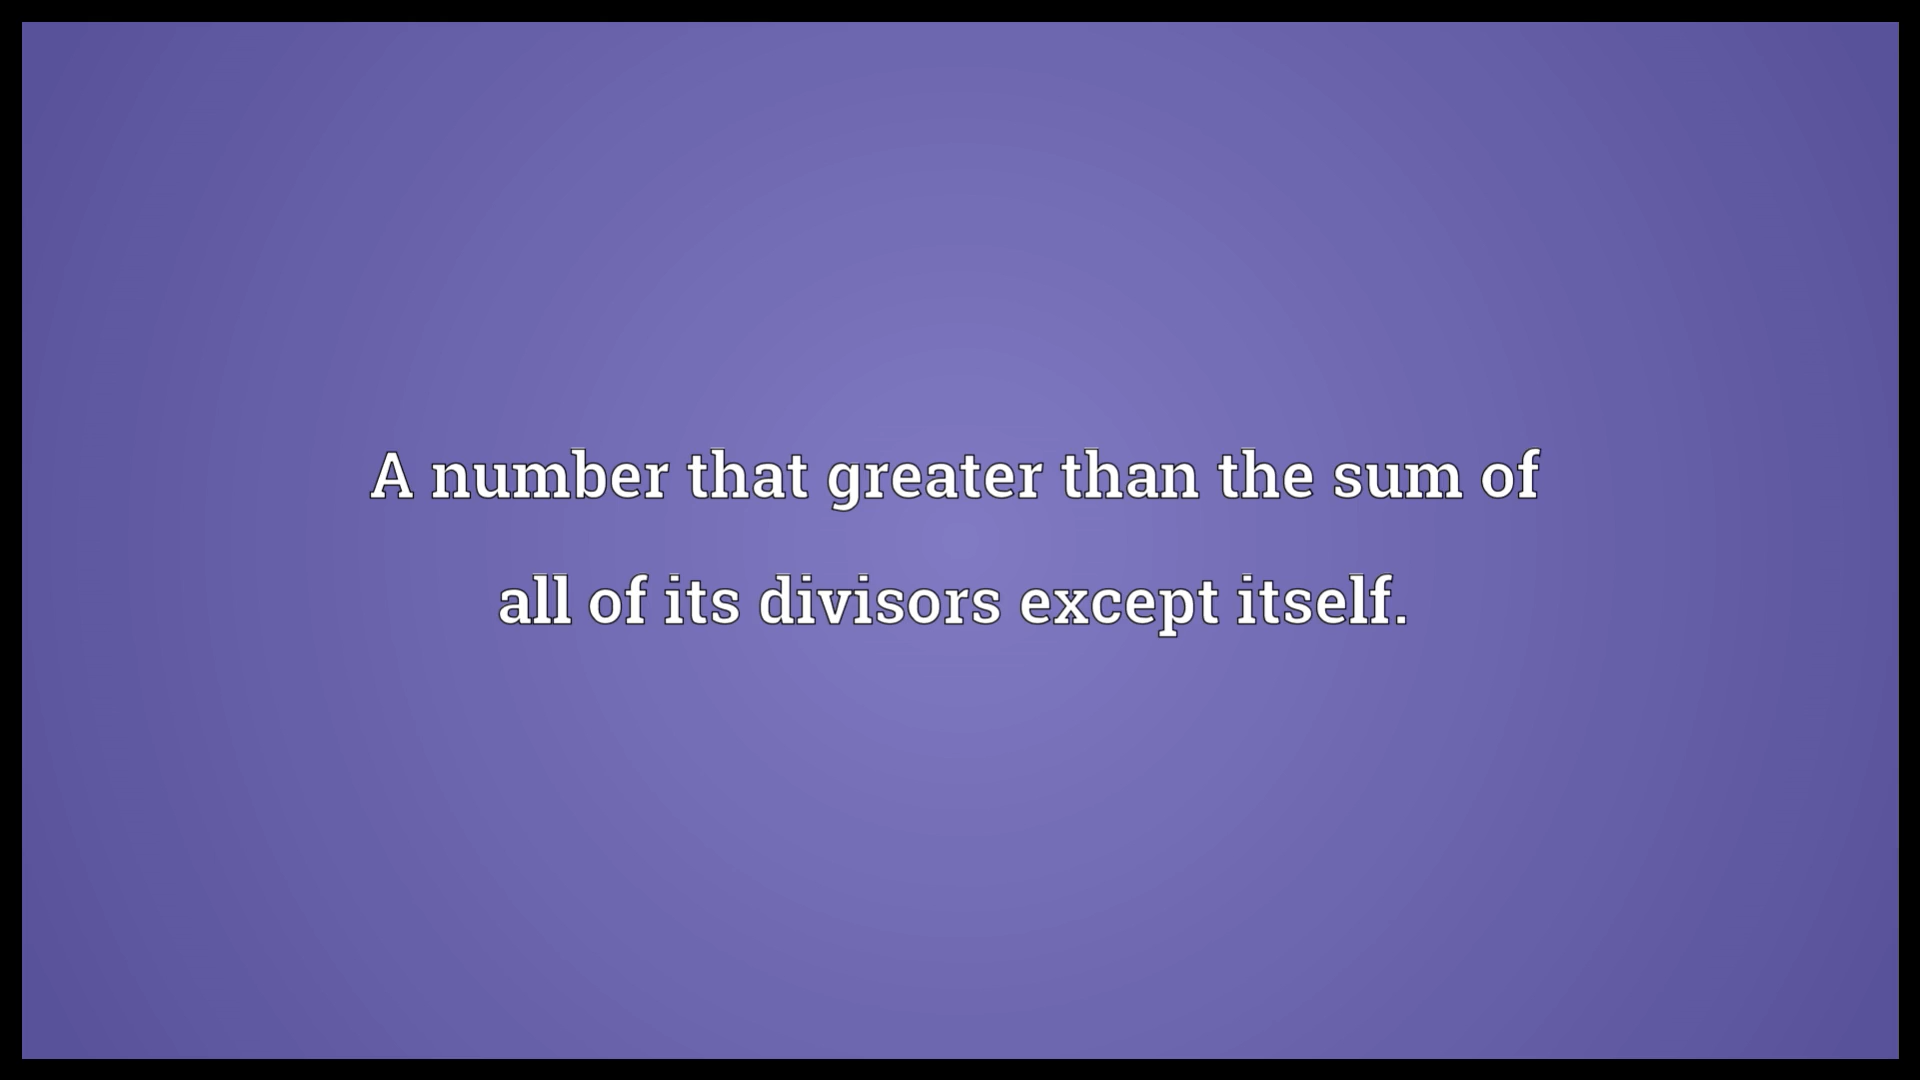 A number that greater than the sum of
all of its divisors except itself.